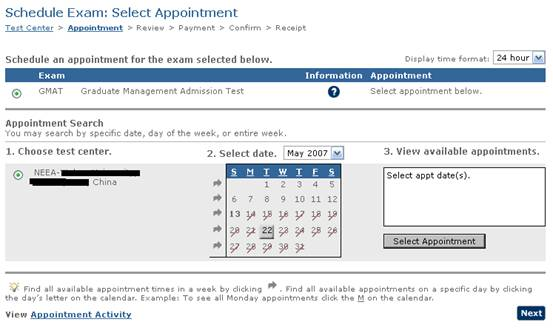 Schedule Exam: Select Appointment
Test Center > Appointment > Review > Payment > Confirm > Receipt
Schedule an appointment for the exam selected below. Display time format: 24 hour
Exam Information Appointment
GMAT Graduate Management Admission Test ? Select appointment below.
Appointment Search
You may search by specific date, day of the week, or entire week.
1. Choose test center. 2. Select date. May 2007 3. View available appointments.
NEEA-
China
S M T W T F S
1 2 3 4 5
6 7 8 9 10 11 12
13 14 15 16 17 18 19
20 21 22 23 24 25 26
27 28 29 30 31
Select appt date(s).
Select Appointment
Find all available appointment times in a week by clicking . Find all available appointments on a specific day by clicking
the day's letter on the calendar. Example: To see all Monday appointments click the M on the calendar.
View Appointment Activity Next